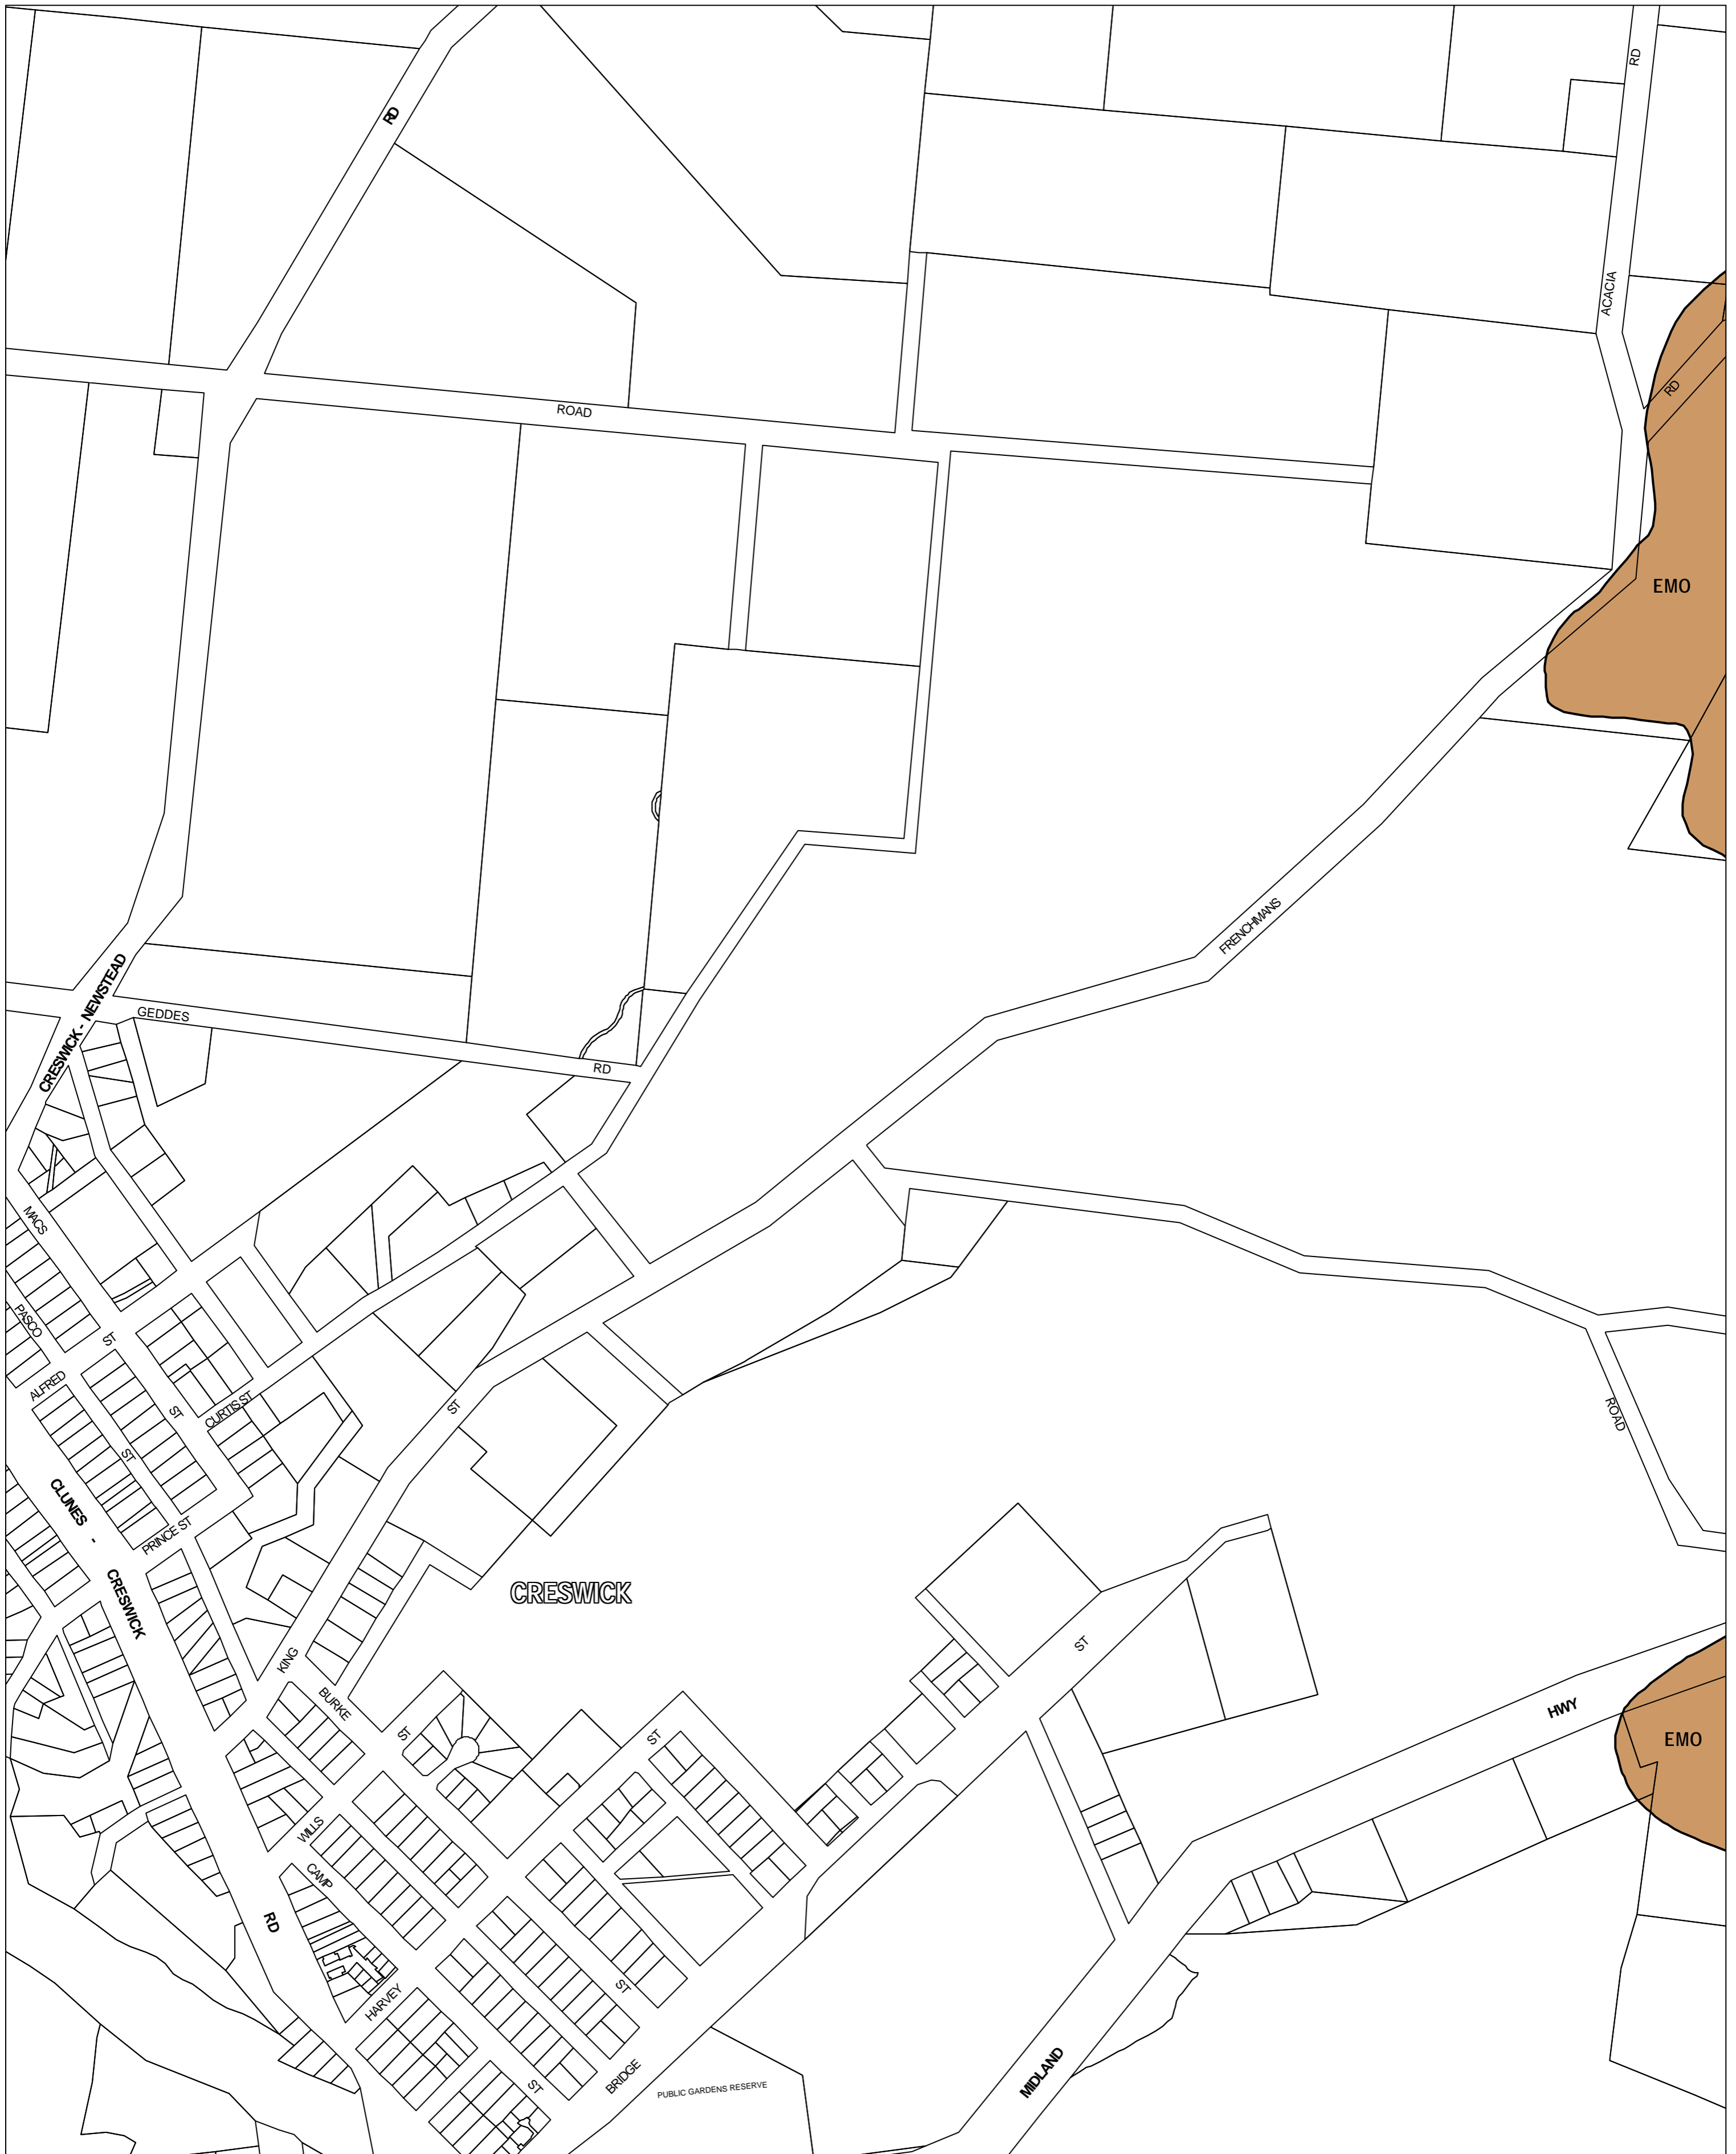 RD
RD
ACACIA
RD
ROAD
EMO
FRENCHMANS
CRESWICK - NEWSTEAD
GEDDES
RD
MACS
PASCO
ST
ALFRED
ST
CURTIS ST
ST
ROAD
ST
CLUNES - CRESWICK
PRINCE ST
CRESWICK
KING
ST
BURKE
ST
ST
HWY
EMO
WILLS
CAMP
RD
HARVEY
ST
ST
BRIDGE
MIDLAND
PUBLIC GARDENS RESERVE